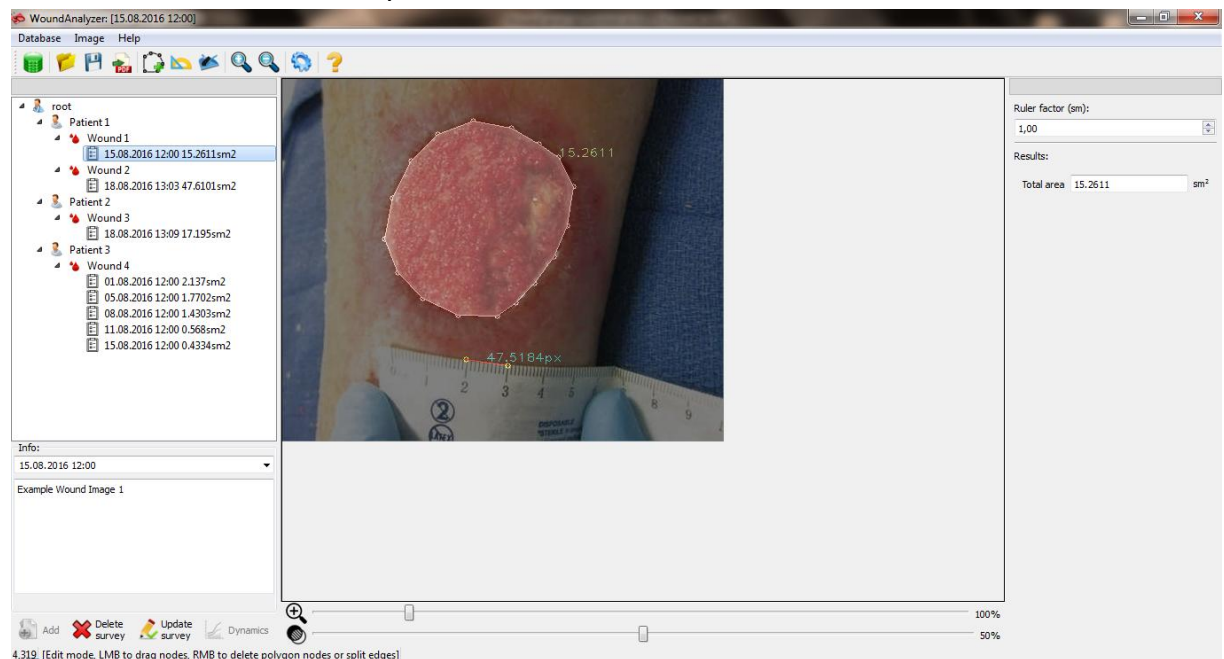 WoundAnalyzer: [15.08.2016 12:00]
Database Image Help
PDF
root
Patient 1
Wound 1
15.08.2016 12:00 15.2611sm2
Wound 2
18.08.2016 13:03 47.6101sm2
Patient 2
Wound 3
18.08.2016 13:09 17.195sm2
Patient 3
Wound 4
01.08.2016 12:00 2.137sm2
05.08.2016 12:00 1.7702sm2
08.08.2016 12:00 1.4303sm2
11.08.2016 12:00 0.568sm2
15.08.2016 12:00 0.4334sm2
Info:
15.08.2016 12:00
Example Wound Image 1
Add Delete survey Update survey Dynamics
4,319, [Edit mode, LMB to drag nodes, RMB to delete polygon nodes or split edges]
15.2611
47.5184px
1 2 3 4 5 8 9
2
DISPOSABLE
100%
50%
Ruler factor (sm):
1,00
Results:
Total area 15.2611 sm²